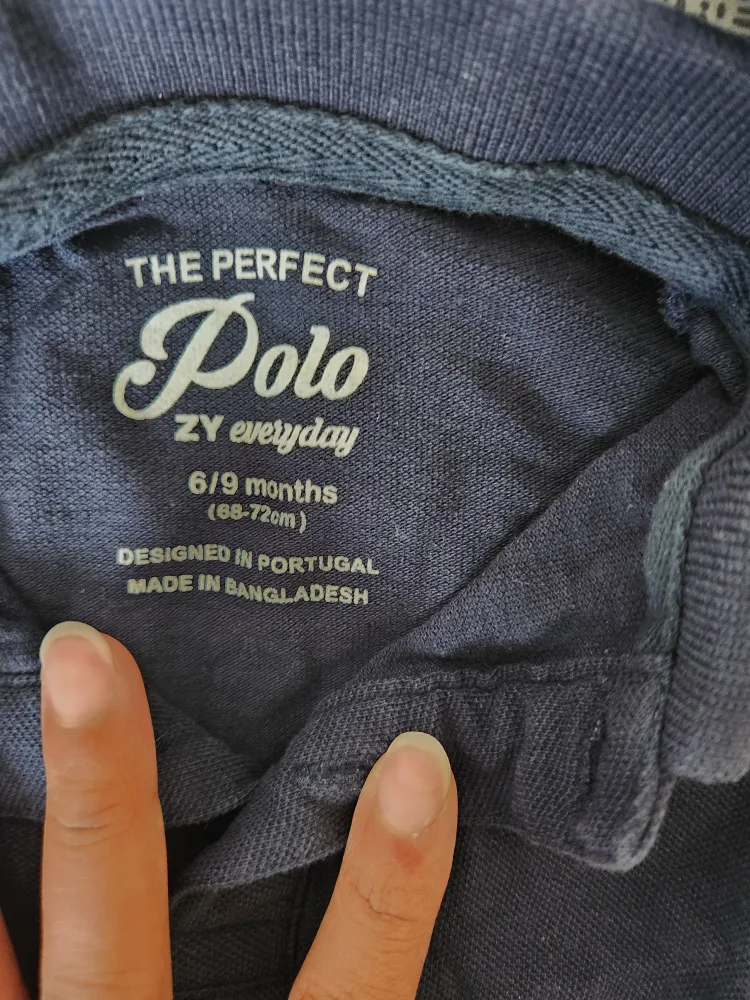 THE PERFECT
Polo
ZY everyday
6/9 months
(68-72cm)
DESIGNED IN PORTUGAL
MADE IN BANGLADESH